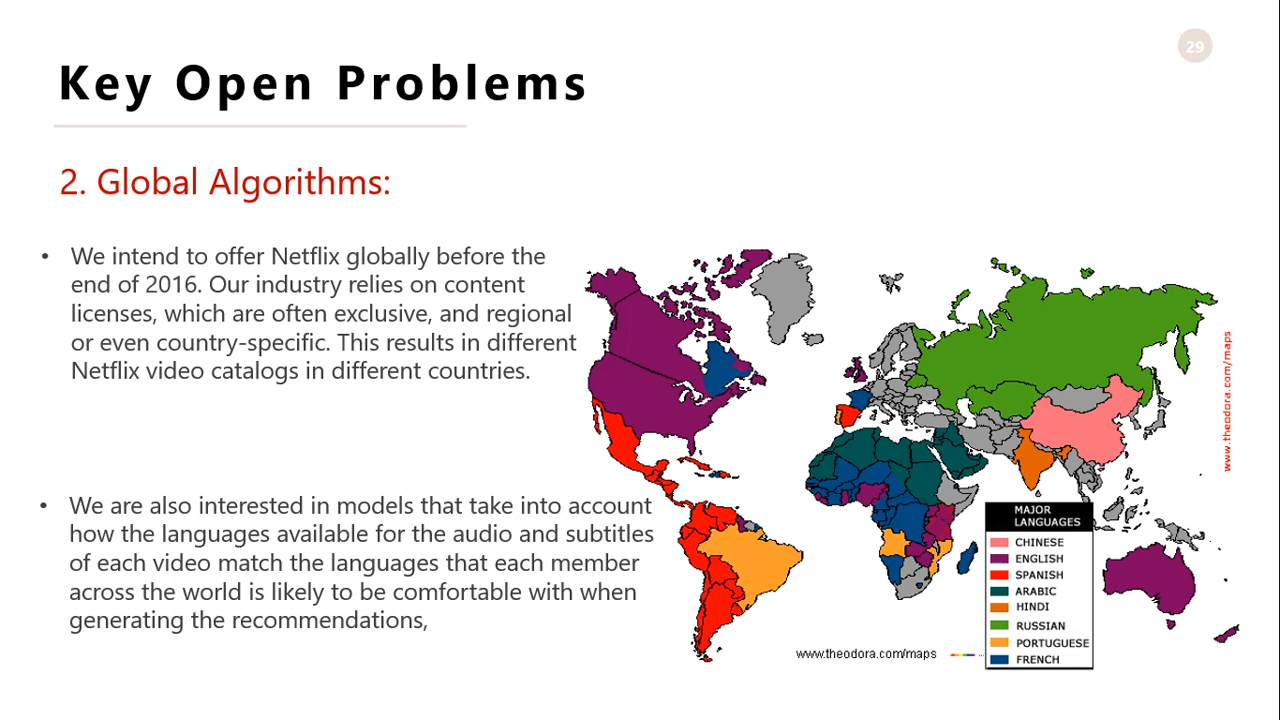 29
Key Open Problems
2. Global Algorithms:
• We intend to offer Netflix globally before the
end of 2016. Our industry relies on content
licenses, which are often exclusive, and regional
or even country-specific. This results in different
Netflix video catalogs in different countries.
• We are also interested in models that take into account
how the languages available for the audio and subtitles
of each video match the languages that each member
across the world is likely to be comfortable with when
generating the recommendations,
www.theodora.com/maps
MAJOR
LANGUAGES
CHINESE
ENGLISH
SPANISH
ARABIC
HINDI
RUSSIAN
PORTUGUESE
FRENCH
www.theodora.com/maps